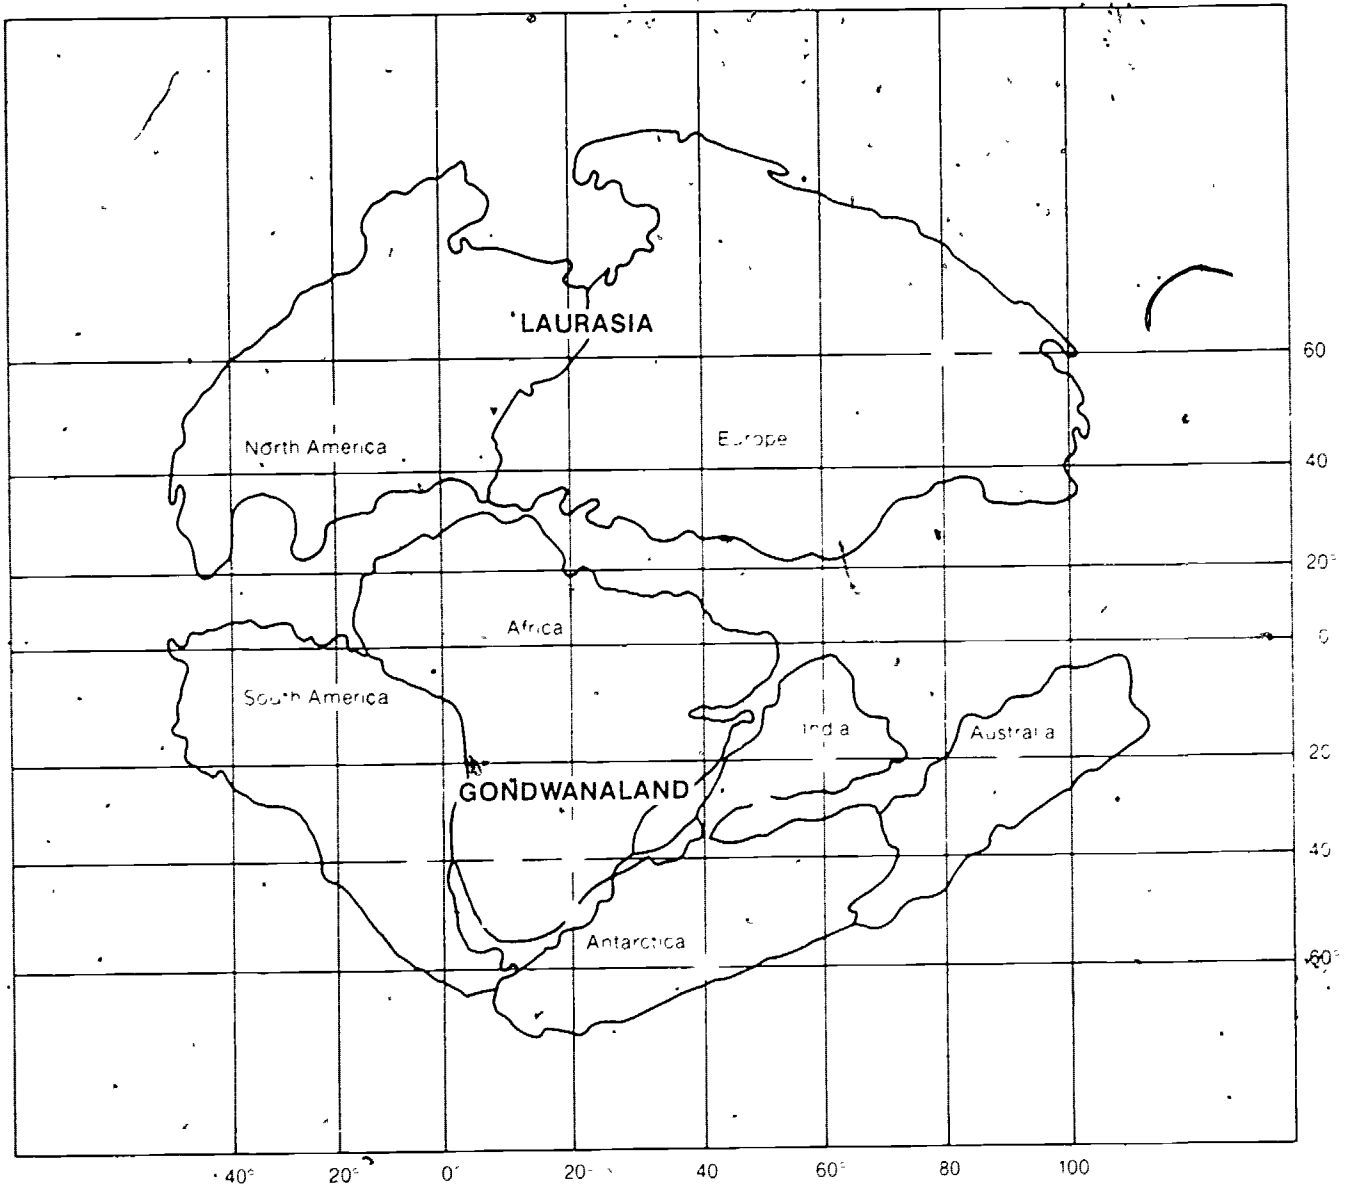 LAURASIA
60
North America
Europe
40
20°
Africa
0
South America
India
Australia
20
GONDWANALAND
40
Antarctica
60°
40° 20° 0° 20 40 60° 80 100